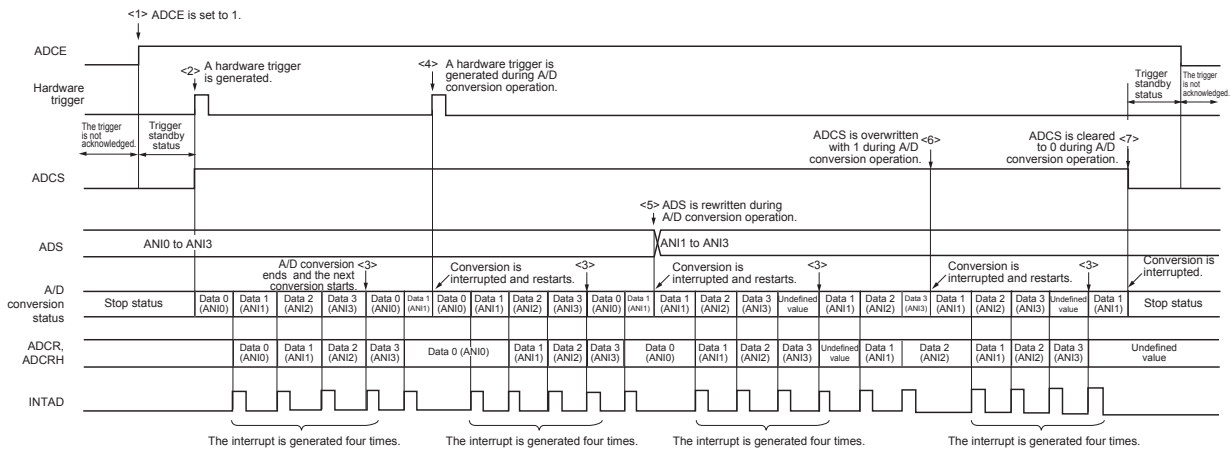 <1> ADCE is set to 1.
ADCE
<2> A hardware trigger
is generated.
<4> A hardware trigger is
generated during A/D
conversion operation.
Hardware
trigger
Trigger
standby
status
The trigger
is not
acknowledged.
The trigger
is not
acknowledged.
Trigger
standby
status
ADCS is overwritten
with 1 during A/D
conversion operation.
<6>
ADCS is cleared
to 0 during A/D
conversion operation.
<7>
ADCS
<5> ADS is rewritten during
A/D conversion operation.
ADS
ANI0 to ANI3
ANI1 to ANI3
A/D conversion
ends and the next
conversion starts.
<3>
Conversion is
interrupted and restarts.
<3>
Conversion is
interrupted and restarts.
<3>
Conversion is
interrupted and restarts.
<3>
Conversion is
interrupted.
A/D
conversion
status
Stop status
Data 0
(ANI0)
Data 1
(ANI1)
Data 2
(ANI2)
Data 3
(ANI3)
Data 0
(ANI0)
Data 1
(ANI1)
Data 0
(ANI0)
Data 1
(ANI1)
Data 2
(ANI2)
Data 3
(ANI3)
Data 0
(ANI0)
Data 1
(ANI1)
Data 1
(ANI1)
Data 2
(ANI2)
Data 3
(ANI3)
Undefined
value
Data 1
(ANI1)
Data 2
(ANI2)
Data 3
(ANI3)
Data 1
(ANI1)
Data 2
(ANI2)
Data 3
(ANI3)
Undefined
value
Data 1
(ANI1)
Stop status
ADCR,
ADCRH
Data 0
(ANI0)
Data 1
(ANI1)
Data 2
(ANI2)
Data 3
(ANI3)
Data 0 (ANI0)
Data 1
(ANI1)
Data 2
(ANI2)
Data 3
(ANI3)
Data 0
(ANI0)
Data 1
(ANI1)
Data 2
(ANI2)
Data 3
(ANI3)
Undefined
value
Data 1
(ANI1)
Data 2
(ANI2)
Data 1
(ANI1)
Data 2
(ANI2)
Data 3
(ANI3)
Undefined
value
INTAD
The interrupt is generated four times.
The interrupt is generated four times.
The interrupt is generated four times.
The interrupt is generated four times.